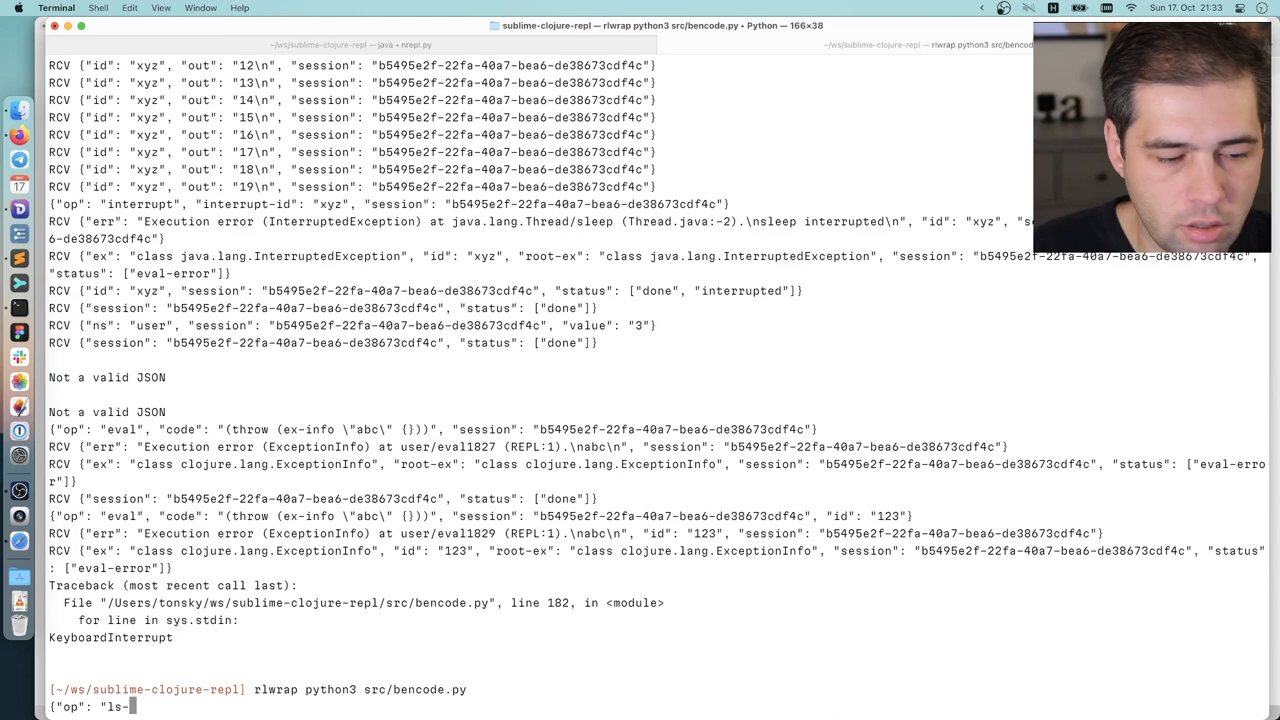 Terminal Shell Edit View Window Help
Sun 17. Oct 21:33
sublime-clojure-repl — rlwrap python3 src/bencode.py • Python — 166×38
~/ws/sublime-clojure-repl — java • nrepl.py
~/ws/sublime-clojure-repl — rlwrap python3 src/bencod
RCV {"id": "xyz", "out": "12\n", "session": "b5495e2f-22fa-40a7-bea6-de38673cdf4c"}
RCV {"id": "xyz", "out": "13\n", "session": "b5495e2f-22fa-40a7-bea6-de38673cdf4c"}
RCV {"id": "xyz", "out": "14\n", "session": "b5495e2f-22fa-40a7-bea6-de38673cdf4c"}
RCV {"id": "xyz", "out": "15\n", "session": "b5495e2f-22fa-40a7-bea6-de38673cdf4c"}
RCV {"id": "xyz", "out": "16\n", "session": "b5495e2f-22fa-40a7-bea6-de38673cdf4c"}
RCV {"id": "xyz", "out": "17\n", "session": "b5495e2f-22fa-40a7-bea6-de38673cdf4c"}
RCV {"id": "xyz", "out": "18\n", "session": "b5495e2f-22fa-40a7-bea6-de38673cdf4c"}
RCV {"id": "xyz", "out": "19\n", "session": "b5495e2f-22fa-40a7-bea6-de38673cdf4c"}
{"op": "interrupt", "interrupt-id": "xyz", "session": "b5495e2f-22fa-40a7-bea6-de38673cdf4c"}
RCV {"err": "Execution error (InterruptedException) at java.lang.Thread/sleep (Thread.java:-2).\nsleep interrupted\n", "id": "xyz", "s
6-de38673cdf4c"}
RCV {"ex": "class java.lang.InterruptedException", "id": "xyz", "root-ex": "class java.lang.InterruptedException", "session": "b5495e2f-22fa-40a7-bea6-de38673cdf4c",
"status": ["eval-error"]}
RCV {"id": "xyz", "session": "b5495e2f-22fa-40a7-bea6-de38673cdf4c", "status": ["done", "interrupted"]}
RCV {"session": "b5495e2f-22fa-40a7-bea6-de38673cdf4c", "status": ["done"]}
RCV {"ns": "user", "session": "b5495e2f-22fa-40a7-bea6-de38673cdf4c", "value": "3"}
RCV {"session": "b5495e2f-22fa-40a7-bea6-de38673cdf4c", "status": ["done"]}
Not a valid JSON
Not a valid JSON
{"op": "eval", "code": "(throw (ex-info \"abc\" {}))", "session": "b5495e2f-22fa-40a7-bea6-de38673cdf4c"}
RCV {"err": "Execution error (ExceptionInfo) at user/eval1827 (REPL:1).\nabc\n", "session": "b5495e2f-22fa-40a7-bea6-de38673cdf4c"}
RCV {"ex": "class clojure.lang.ExceptionInfo", "root-ex": "class clojure.lang.ExceptionInfo", "session": "b5495e2f-22fa-40a7-bea6-de38673cdf4c", "status": ["eval-erro
r"]}
RCV {"session": "b5495e2f-22fa-40a7-bea6-de38673cdf4c", "status": ["done"]}
{"op": "eval", "code": "(throw (ex-info \"abc\" {}))", "session": "b5495e2f-22fa-40a7-bea6-de38673cdf4c", "id": "123"}
RCV {"err": "Execution error (ExceptionInfo) at user/eval1829 (REPL:1).\nabc\n", "id": "123", "session": "b5495e2f-22fa-40a7-bea6-de38673cdf4c"}
RCV {"ex": "class clojure.lang.ExceptionInfo", "id": "123", "root-ex": "class clojure.lang.ExceptionInfo", "session": "b5495e2f-22fa-40a7-bea6-de38673cdf4c", "status"
: ["eval-error"]}
Traceback (most recent call last):
File "/Users/tonsky/ws/sublime-clojure-repl/src/bencode.py", line 182, in <module>
for line in sys.stdin:
KeyboardInterrupt
[~/ws/sublime-clojure-repl] rlwrap python3 src/bencode.py
{"op": "ls-